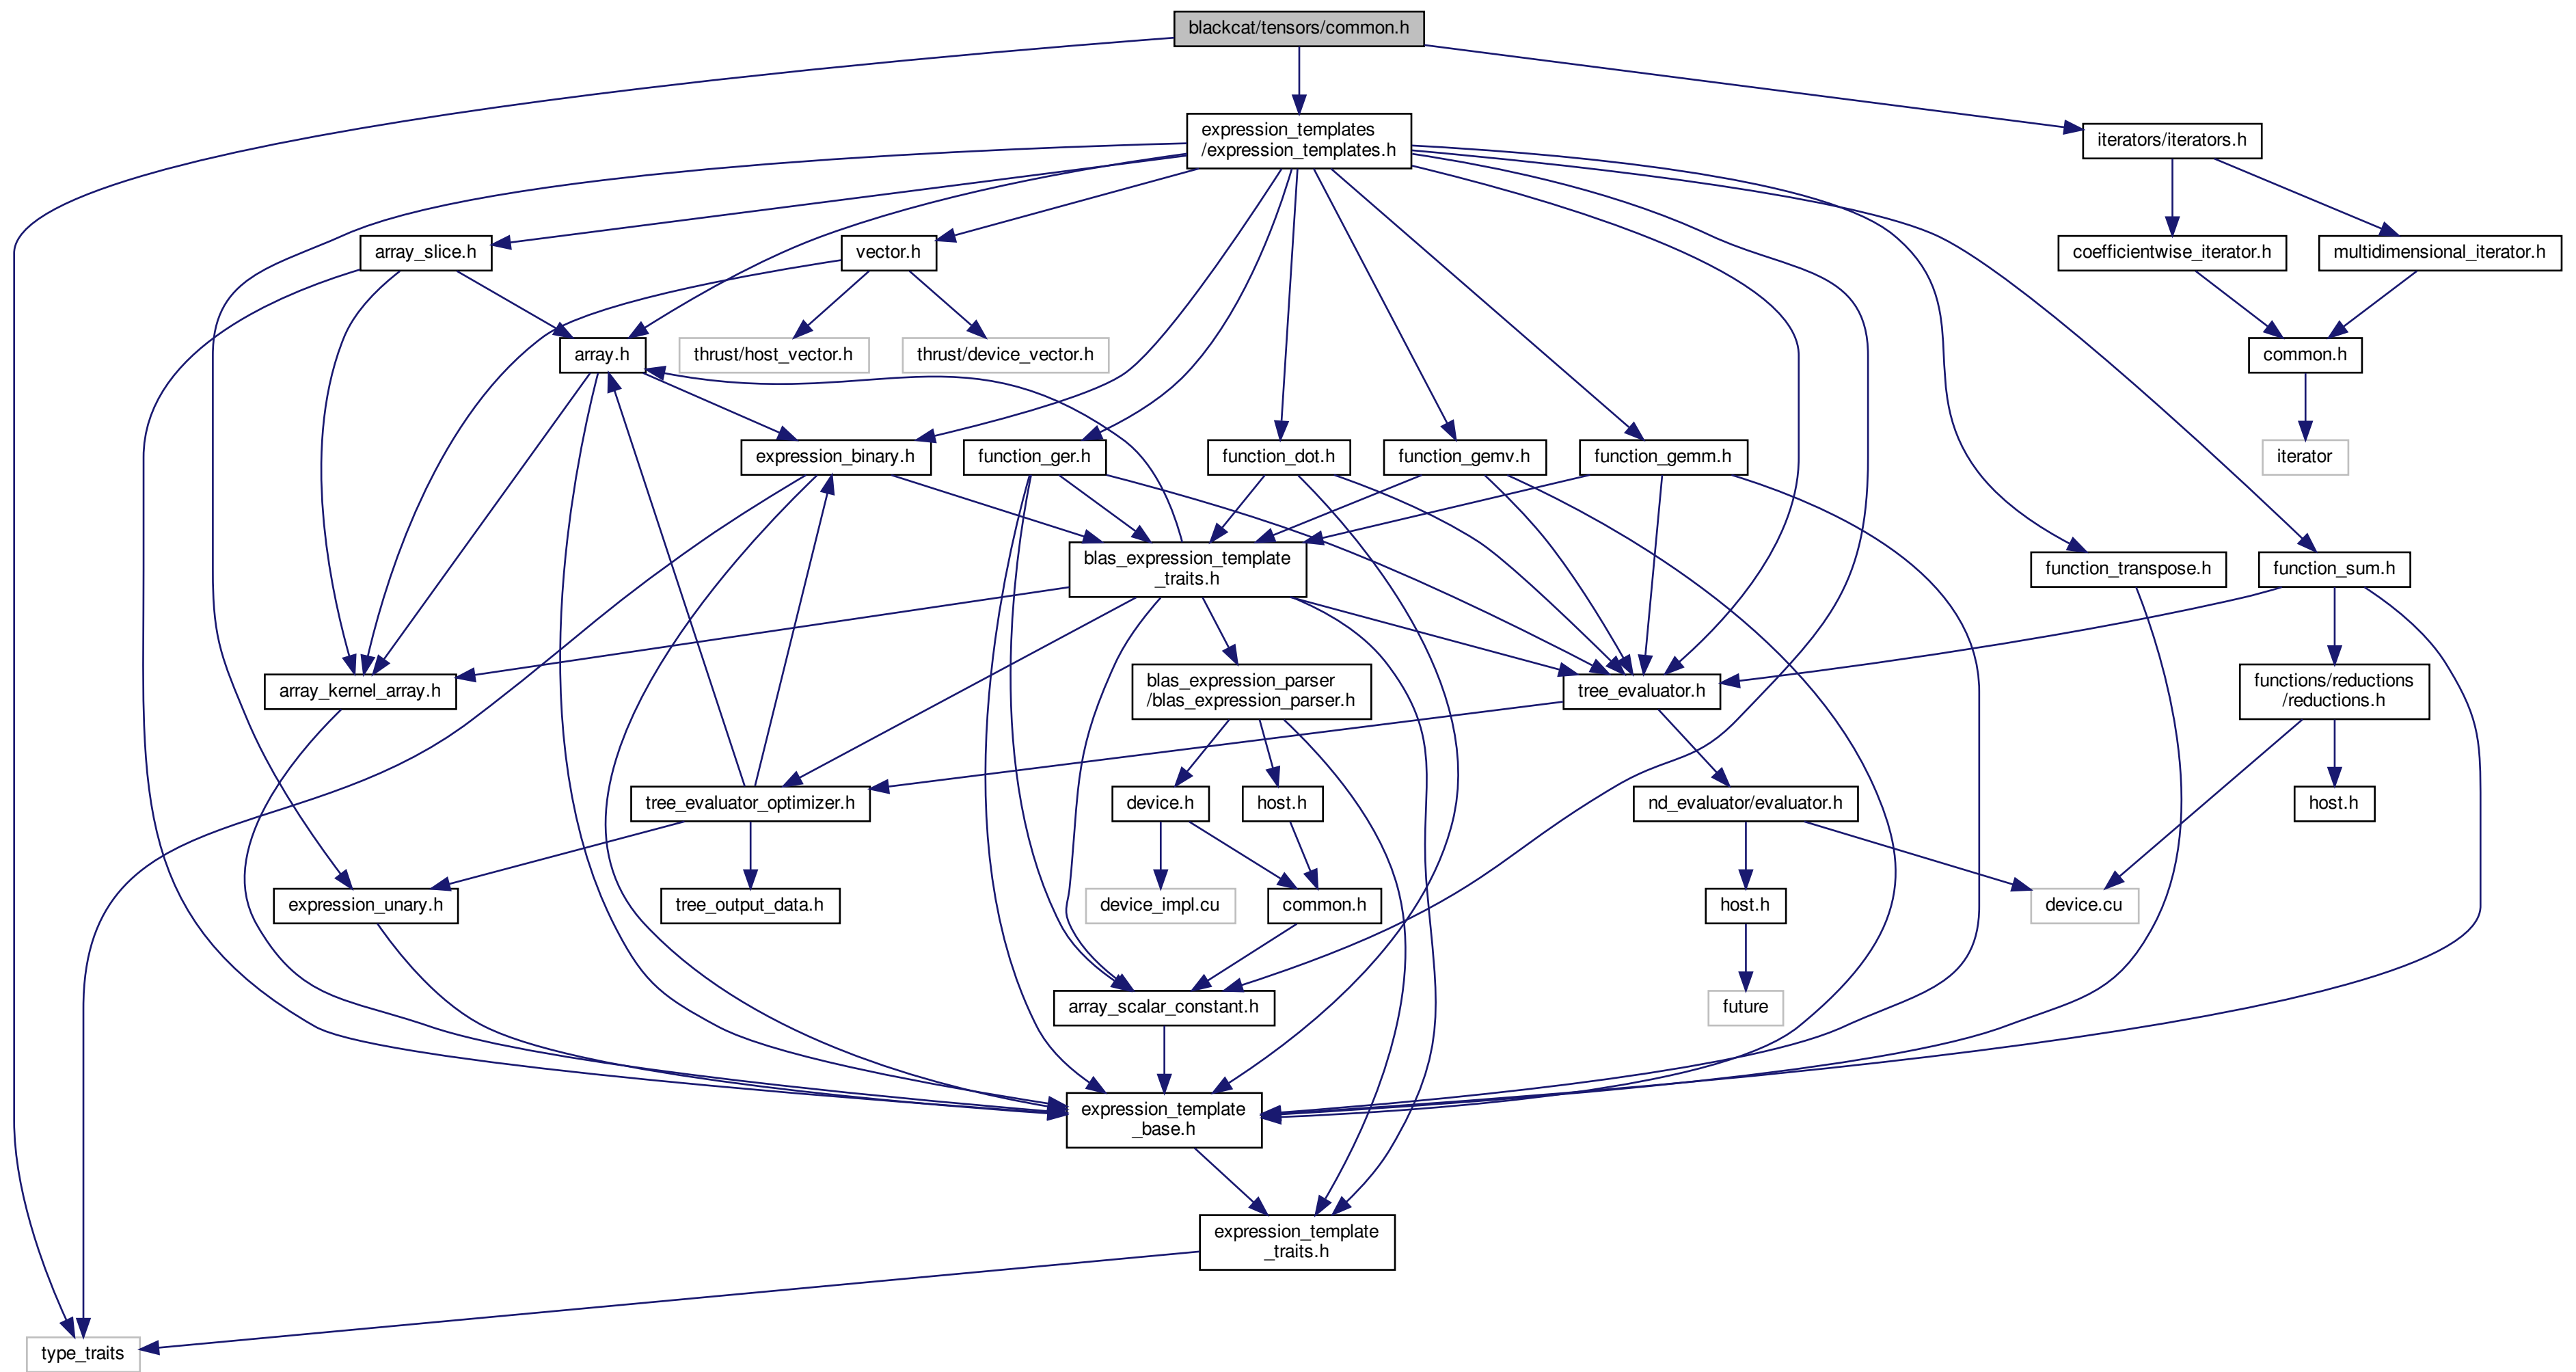 blackcat/tensors/common.h
expression_templates
/expression_templates.h
iterators/iterators.h
array_slice.h
vector.h
coefficientwise_iterator.h
multidimensional_iterator.h
array.h
thrust/host_vector.h
thrust/device_vector.h
common.h
expression_binary.h
function_ger.h
function_dot.h
function_gemv.h
function_gemm.h
iterator
blas_expression_template
_traits.h
function_transpose.h
function_sum.h
array_kernel_array.h
blas_expression_parser
/blas_expression_parser.h
tree_evaluator.h
functions/reductions
/reductions.h
tree_evaluator_optimizer.h
device.h
host.h
nd_evaluator/evaluator.h
host.h
expression_unary.h
tree_output_data.h
device_impl.cu
common.h
host.h
device.cu
array_scalar_constant.h
future
expression_template
_base.h
expression_template
_traits.h
type_traits